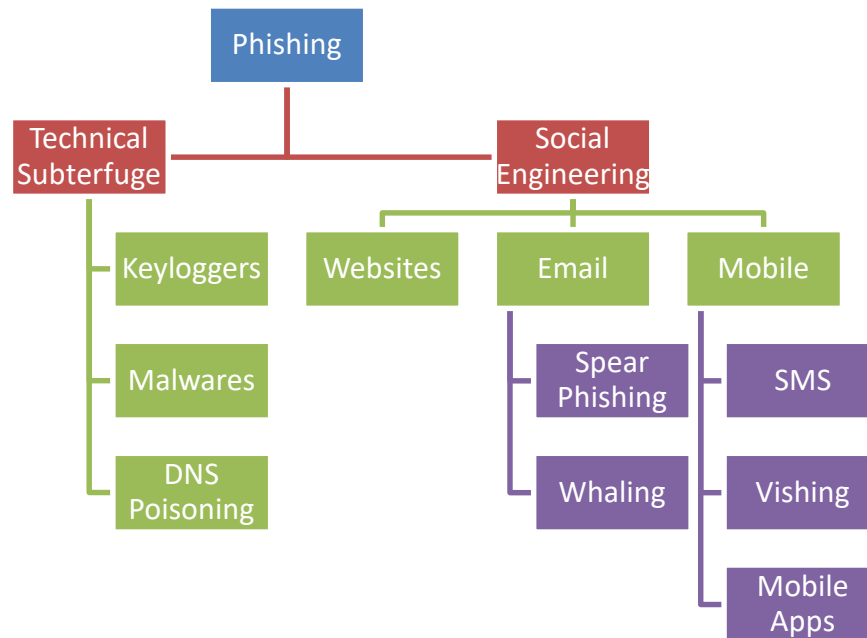 Phishing
Technical
Subterfuge
Social
Engineering
Keyloggers
Websites
Email
Mobile
Malwares
Spear
Phishing
SMS
DNS
Poisoning
Whaling
Vishing
Mobile
Apps